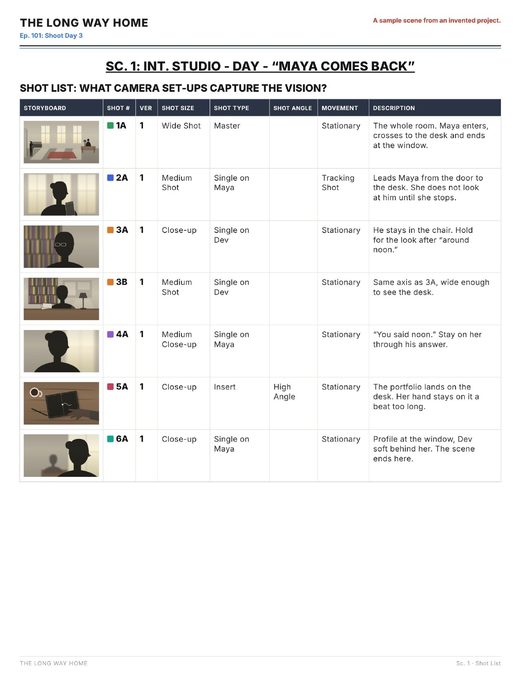 THE LONG WAY HOME
A sample scene from an invented project.
Ep. 101: Shoot Day 3
SC. 1: INT. STUDIO - DAY - “MAYA COMES BACK”
SHOT LIST: WHAT CAMERA SET-UPS CAPTURE THE VISION?
STORYBOARD SHOT # VER SHOT SIZE SHOT TYPE SHOT ANGLE MOVEMENT DESCRIPTION
1A 1 Wide Shot Master Stationary The whole room. Maya enters,
crosses to the desk and ends
at the window.
2A 1 Medium Single on Tracking Leads Maya from the door to
Shot Maya Shot the desk. She does not look
at him until she stops.
3A 1 Close-up Single on Stationary He stays in the chair. Hold
Dev for the look after “around
noon.”
3B 1 Medium Single on Stationary Same axis as 3A, wide enough
Shot Dev to see the desk.
4A 1 Medium Single on Stationary “You said noon.” Stay on her
Close-up Maya through his answer.
5A 1 Close-up Insert High Stationary The portfolio lands on the
Angle desk. Her hand stays on it a
beat too long.
6A 1 Close-up Single on Stationary Profile at the window, Dev
Maya soft behind her. The scene
ends here.
THE LONG WAY HOME
Sc. 1 - Shot List